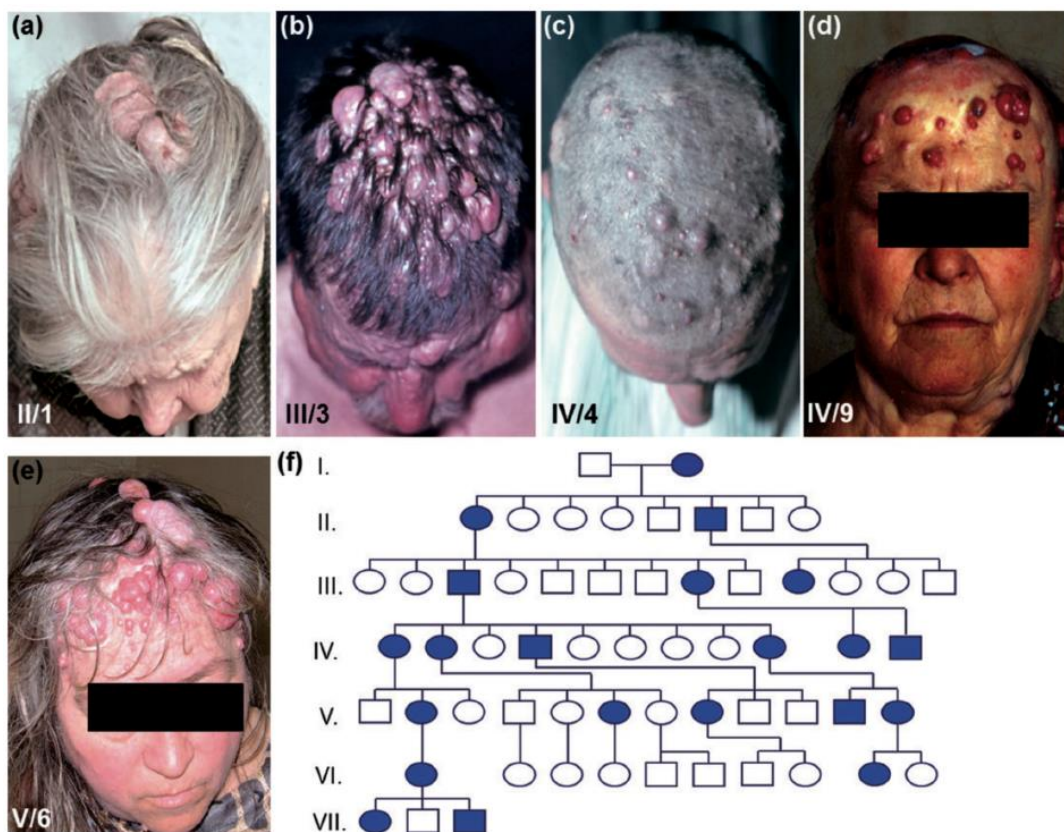 (a)
II/1
(b)
III/3
(c)
IV/4
(d)
IV/9
(e)
V/6
(f)
I.
II.
III.
IV.
V.
VI.
VII.